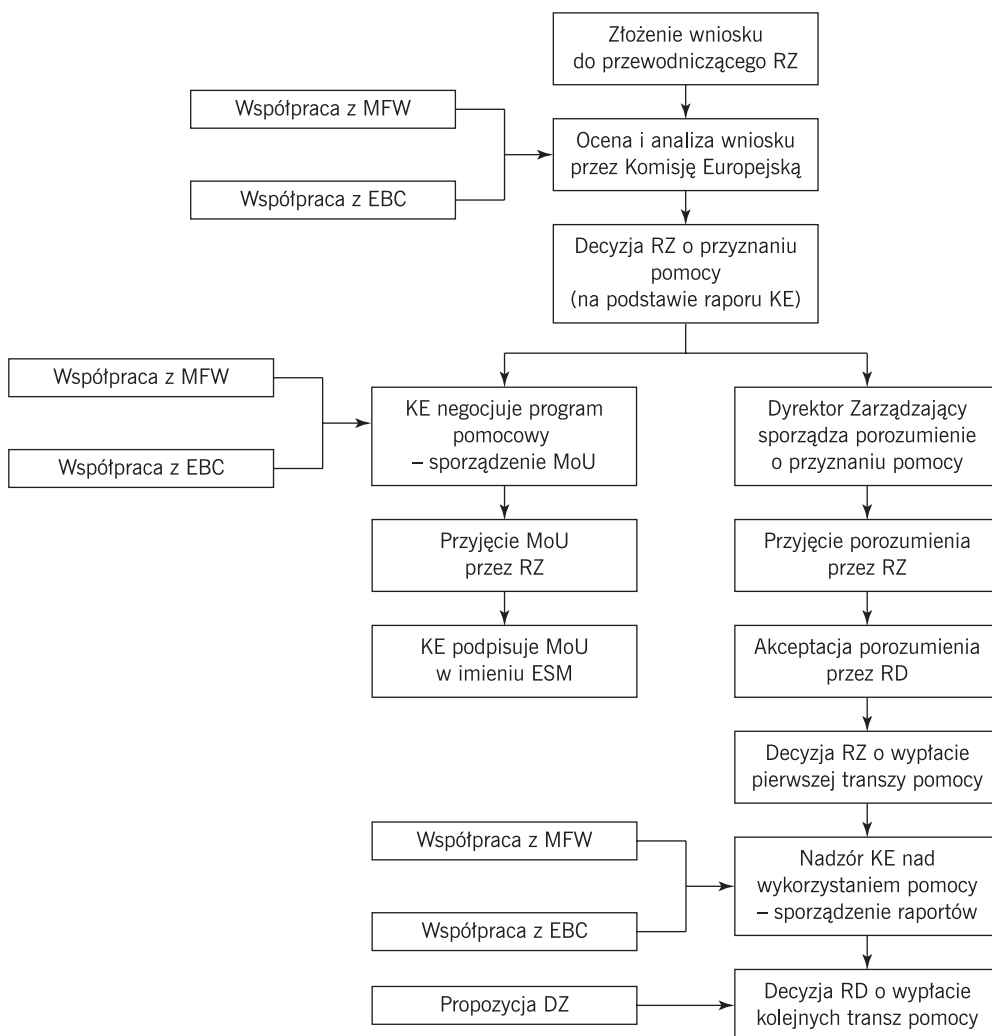 Złożenie wniosku
do przewodniczącego RZ
Współpraca z MFW
Ocena i analiza wniosku
przez Komisję Europejską
Współpraca z EBC
Decyzja RZ o przyznaniu
pomocy
(na podstawie raporu KE)
Współpraca z MFW
KE negocjuje program
pomocowy
– sporządzenie MoU
Współpraca z EBC
Dyrektor Zarządzający
sporządza porozumienie
o przyznaniu pomocy
Przyjęcie MoU
przez RZ
Przyjęcie porozumienia
przez RZ
KE podpisuje MoU
w imieniu ESM
Akceptacja porozumienia
przez RD
Decyzja RZ o wypłacie
pierwszej transzy pomocy
Współpraca z MFW
Nadzór KE nad
wykorzystaniem pomocy
– sporządzenie raportów
Współpraca z EBC
Propozycja DZ
Decyzja RD o wypłacie
kolejnych transz pomocy